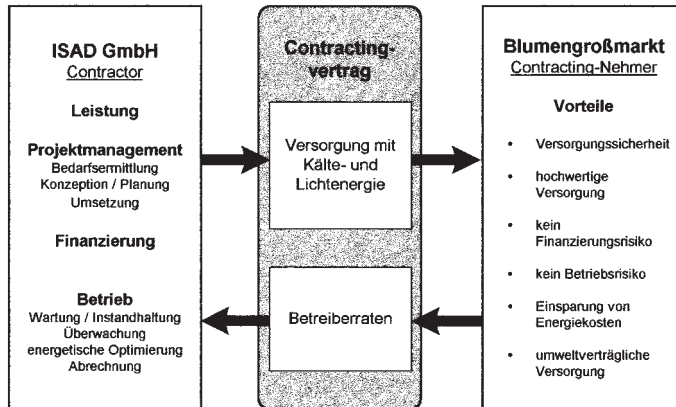 ISAD GmbH
Contractor
Leistung
Projektmanagement
Bedarfsermittlung
Konzeption / Planung
Umsetzung
Finanzierung
Betrieb
Wartung / Instandhaltung
Überwachung
energetische Optimierung
Abrechnung
Contracting-
vertrag
Versorgung mit
Kälte- und
Lichtenergie
Betreiberraten
Blumengroßmarkt
Contracting-Nehmer
Vorteile
• Versorgungssicherheit
• hochwertige
Versorgung
• kein
Finanzierungsrisiko
• kein Betriebsrisiko
• Einsparung von
Energiekosten
• umweltverträgliche
Versorgung